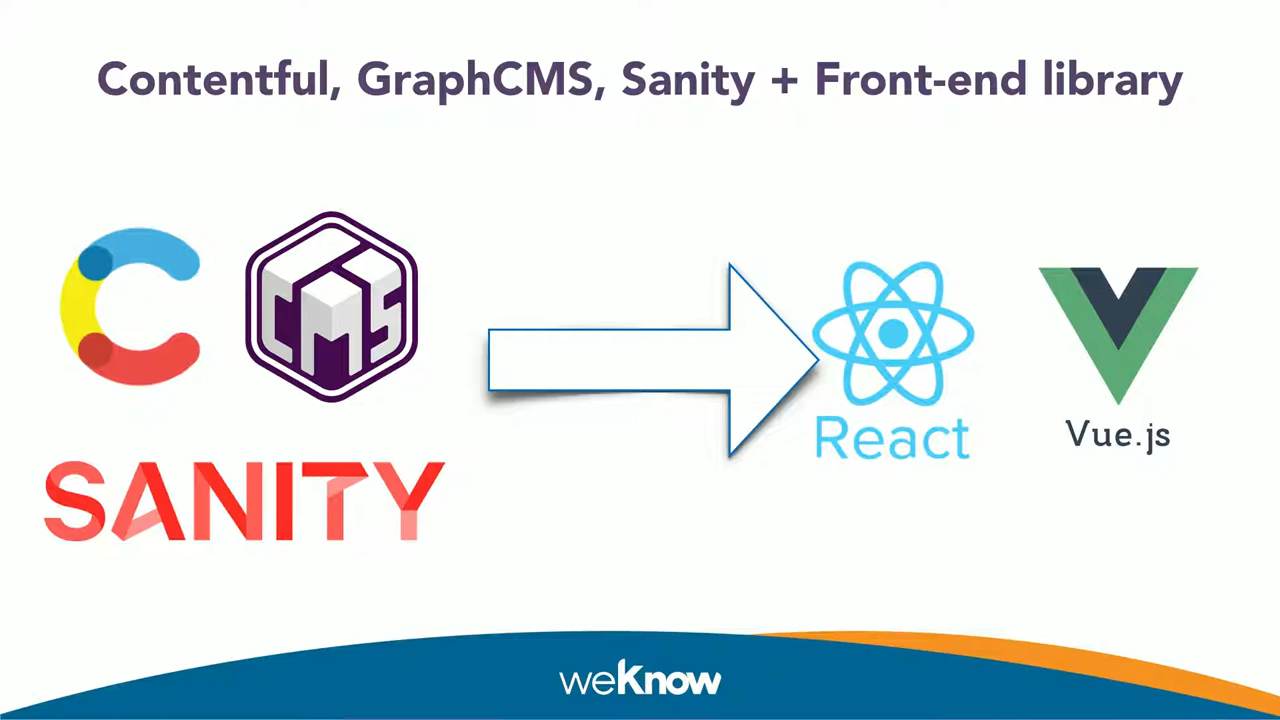 Contentful, GraphCMS, Sanity + Front-end library
CMS
SANITY
React
Vue.js
weKnow